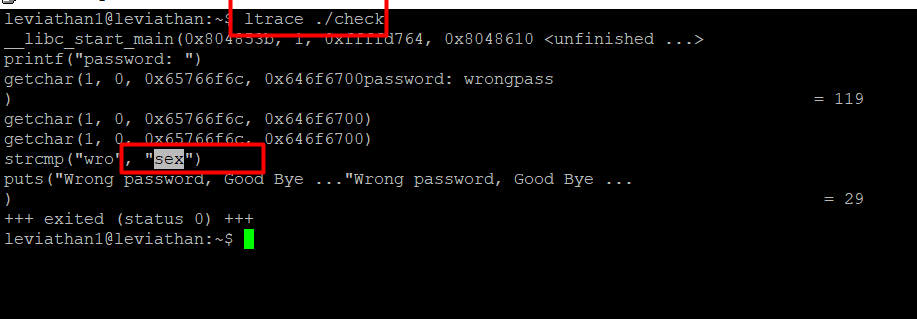 leviathan1@leviathan:~$ ltrace ./check
__libc_start_main(0x804853b, 1, 0xffffd764, 0x8048610 <unfinished ...>
printf("password: ")
getchar(1, 0, 0x65766f6c, 0x646f6700password: wrongpass
) = 119
getchar(1, 0, 0x65766f6c, 0x646f6700)
getchar(1, 0, 0x65766f6c, 0x646f6700)
strcmp("wro", "sex")
puts("Wrong password, Good Bye ..."Wrong password, Good Bye ...
) = 29
+++ exited (status 0) +++
leviathan1@leviathan:~$